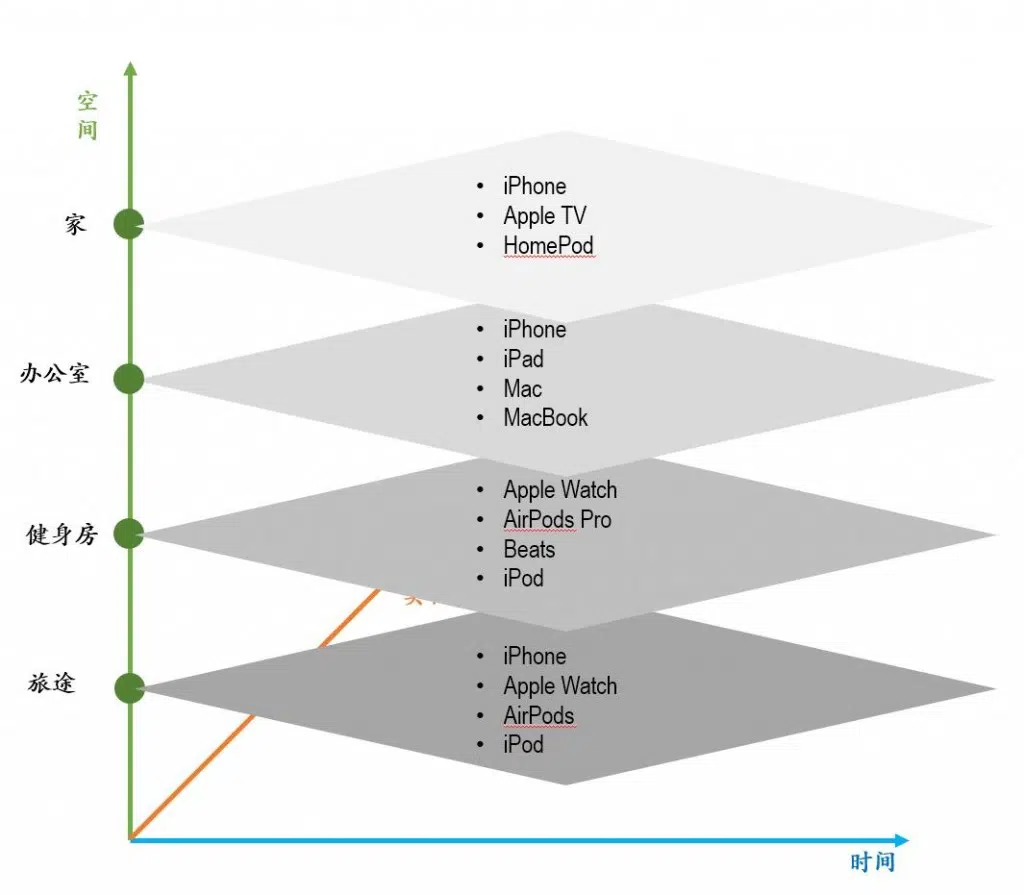 空
间
家
• iPhone
• Apple TV
• HomePod
办公室
• iPhone
• iPad
• Mac
• MacBook
健身房
• Apple Watch
• AirPods Pro
• Beats
• iPod
旅途
• iPhone
• Apple Watch
• AirPods
• iPod
时间